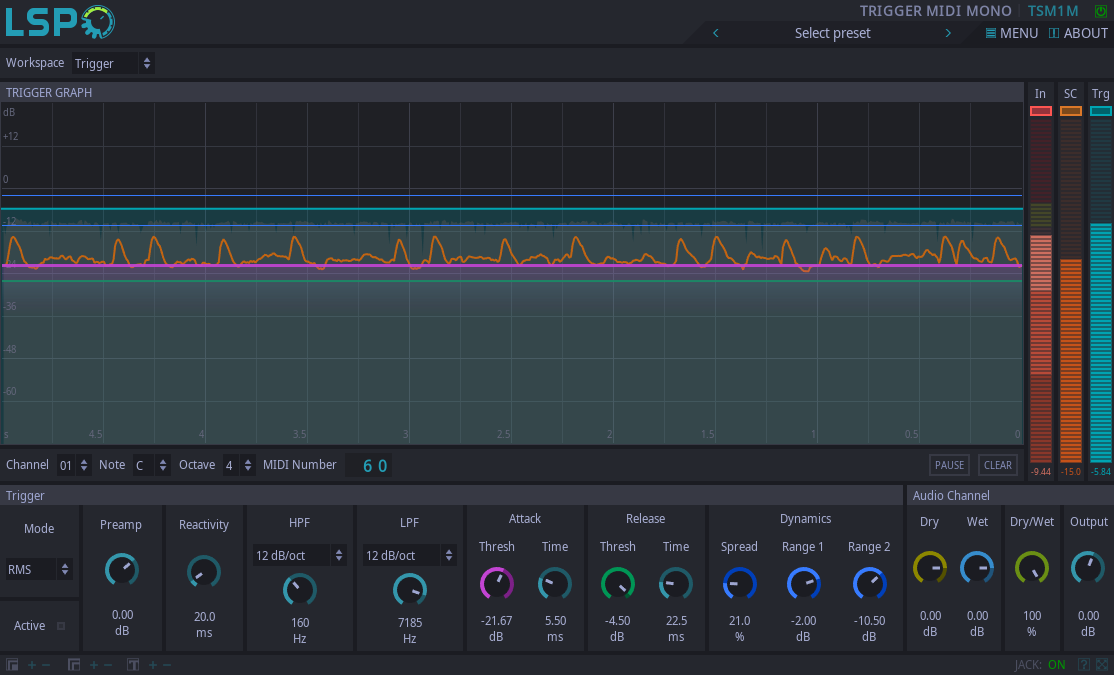 LSP
TRIGGER MIDI MONO TSM1M
Select preset
MENU ABOUT
Workspace Trigger
TRIGGER GRAPH
In SC Trg
dB
+12
0
-12
-36
-48
-60
s 4.5 4 3.5 3 2.5 2 1.5 1 0.5 0
-9.44 -15.0 -5.84
Channel 01 Note C Octave 4 MIDI Number 60
PAUSE CLEAR
Trigger
Audio Channel
Mode Preamp Reactivity HPF LPF Attack Release Dynamics Dry Wet Dry/Wet Output
Thresh Time Thresh Time Spread Range 1 Range 2
RMS 12 dB/oct 12 dB/oct
Active
0.00 dB
20.0 ms
160 Hz
7185 Hz
-21.67 dB
5.50 ms
-4.50 dB
22.5 ms
21.0 %
-2.00 dB
-10.50 dB
0.00 dB
0.00 dB
100 %
0.00 dB
JACK: ON